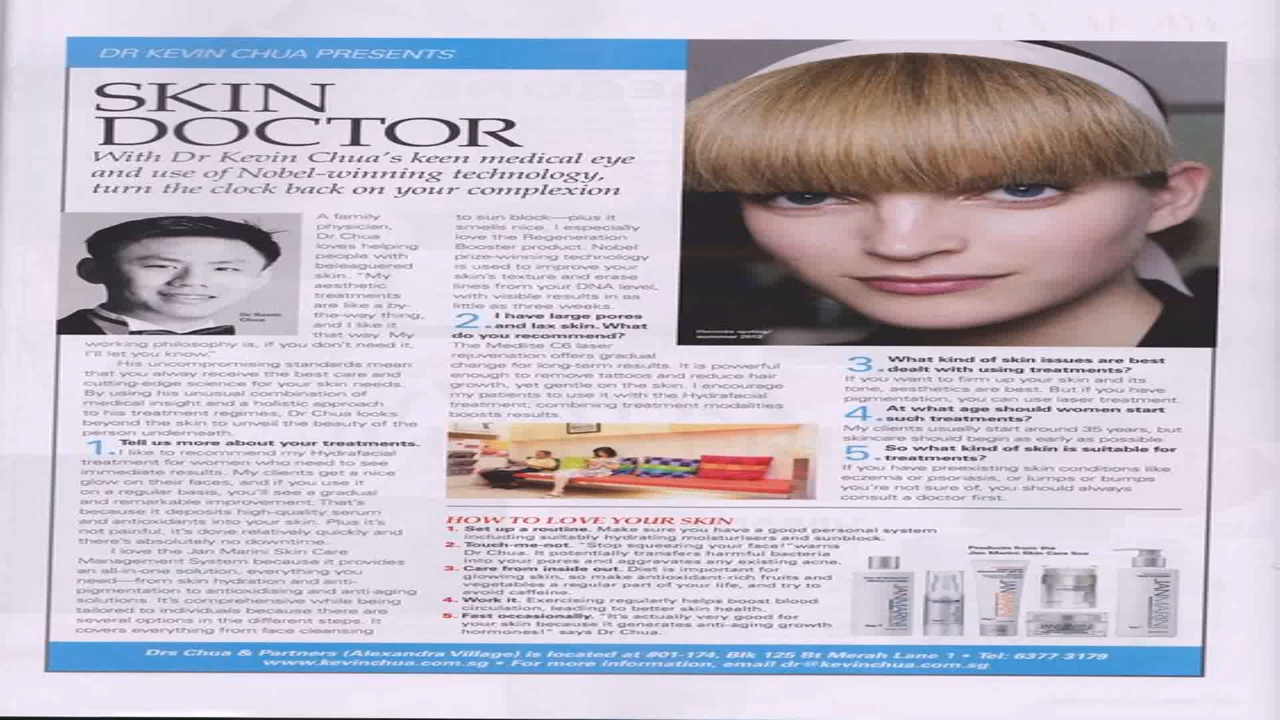 DR KEVIN CHUA PRESENTS
SKIN
DOCTOR
With Dr Kevin Chua's keen medical eye
and use of Nobel-winning technology,
turn the clock back on your complexion
Dr Kevin
Chua
A family
physician,
Dr Chua
loves helping
people with
beleaguered
skin. "My
aesthetic
treatments
are like a by-
the-way thing,
and I like it
that way. My
working philosophy is, if you don't need it,
I'll let you know."
His uncompromising standards mean
that you always receive the best care and
cutting-edge science for your skin needs.
By using his unusual combination of
medical insight and a holistic approach
to his treatment regimes, Dr Chua looks
beyond the skin to unveil the beauty of the
person underneath.
1. Tell us more about your treatments.
I like to recommend my Hydrafacial
treatment for women who need to see
immediate results. My clients get a nice
glow on their faces, and if you use it
on a regular basis, you'll see a gradual
and remarkable improvement. That's
because it deposits high-quality serum
and antioxidants into your skin. Plus it's
not painful, it's done relatively quickly and
there's absolutely no downtime.
I love the Jan Marini Skin Care
Management System because it provides
an all-in-one solution, everything you
need—from skin hydration and anti-
pigmentation to antioxidising and anti-aging
solutions. It's comprehensive while being
tailored to individuals because there are
several options in the different steps. It
covers everything from face cleansing
to sun block—plus it
smells nice. I especially
love the Regeneration
Booster product. Nobel
prize-winning technology
is used to improve your
skin's texture and erase
lines from your DNA level,
with visible results in as
little as three weeks.
2. I have large pores
and lax skin. What
do you recommend?
The Medlite C6 laser
rejuvenation offers gradual
change for long-term results. It is powerful
enough to remove tattoos and reduce hair
growth, yet gentle on the skin. I encourage
my patients to use it with the Hydrafacial
treatment; combining treatment modalities
boosts results.
spring/
summer 2012
3. What kind of skin issues are best
dealt with using treatments?
If you want to firm up your skin and its
tone, aesthetics are best. But if you have
pigmentation, you can use laser treatment.
4. At what age should women start
such treatments?
My clients usually start around 35 years, but
skincare should begin as early as possible.
5. So what kind of skin is suitable for
treatments?
If you have preexisting skin conditions like
eczema or psoriasis, or lumps or bumps
you're not sure of, you should always
consult a doctor first.
HOW TO LOVE YOUR SKIN
1. Set up a routine. Make sure you have a good personal system
including suitably hydrating moisturisers and sunblock.
2. Touch-me-not. "Stop squeezing your face!" warns
Dr Chua. It potentially transfers harmful bacteria
into your pores and aggravates any existing acne.
3. Care from inside out. Diet is important for
glowing skin, so make antioxidant-rich fruits and
vegetables a regular part of your life, and try to
avoid caffeine.
4. Work it. Exercising regularly helps boost blood
circulation, leading to better skin health.
5. Fast occasionally. "It's actually very good for
your skin because it generates anti-aging growth
hormones!" says Dr Chua.
Products from the
Jan Marini Skin Care line
JAN MARINI
JAN MARINI
JAN MARINI
Drs Chua & Partners (Alexandra Village) is located at #01-174, Blk 125 Bt Merah Lane 1 • Tel: 6377 3179
www.kevinchua.com.sg • For more information, email dr@kevinchua.com.sg